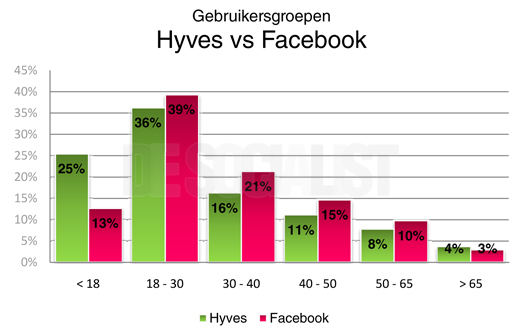 Gebruikersgroepen
Hyves vs Facebook
45%
40%
35%
30%
25%
20%
15%
10%
5%
0%
25%
13%
36%
39%
16%
21%
11%
15%
8%
10%
4%
3%
DE SOCIALIST
< 18
18 - 30
30 - 40
40 - 50
50 - 65
> 65
Hyves
Facebook